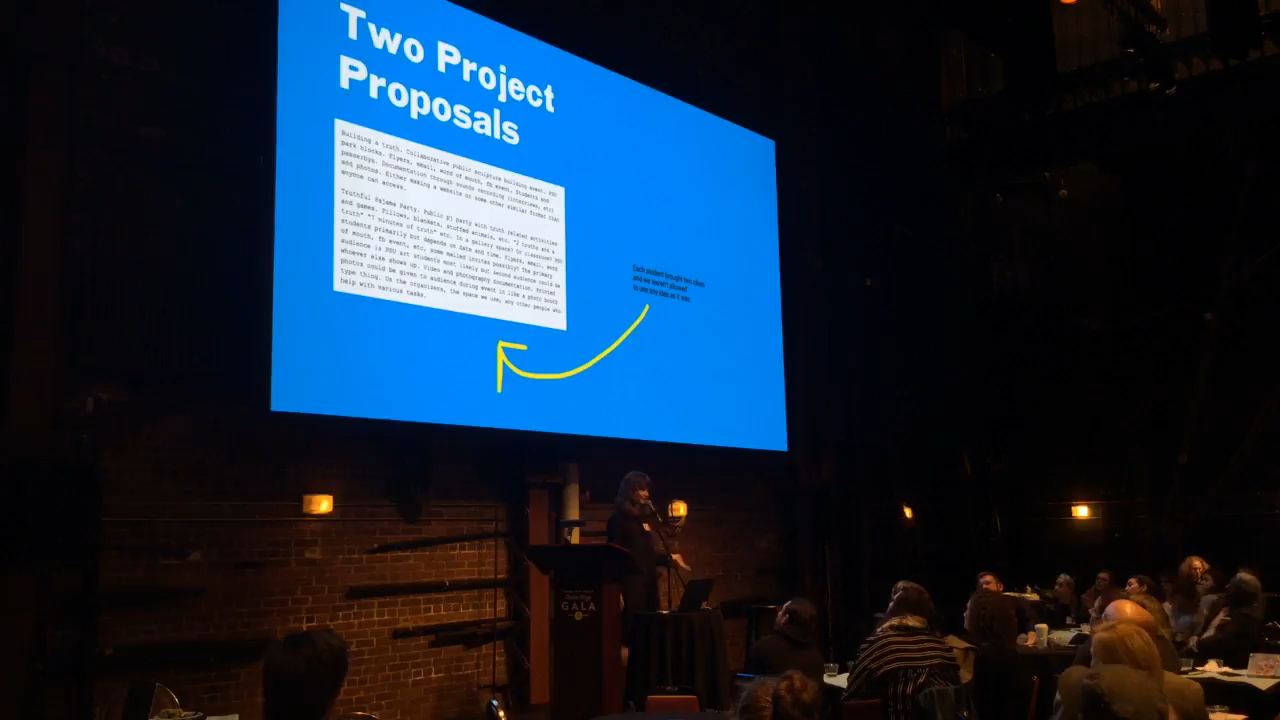 Two Project
Proposals
Building a truth. Collaborative public sculpture building event. PSU
park blocks. Flyers, email, word of mouth, fb event. Students and
passerbys. Documentation through sounds recording (interviews, etc)
and photos. Either making a website or some other similar format that
anyone can access.
Truthful Pajama Party. Public PJ party with truth related activities
and games. Pillows, blankets, stuffed animals, etc. "2 truths and a
truth" "7 minutes of truth" etc. In a gallery space? Or classroom? PSU
students primarily but depends on date and time. Flyers, email, word
of mouth, fb event, etc, some mailed invites possibly? The primary
audience is PSU art students most likely but second audience could be
whoever else shows up. Video and photography documentation. Printed
photos could be given to audience during event in like a photo booth
type thing. Us the organizers, the space we use, any other people who
help with various tasks.
Each student brought two ideas
and we weren't allowed
to use any idea as it was.
GALA